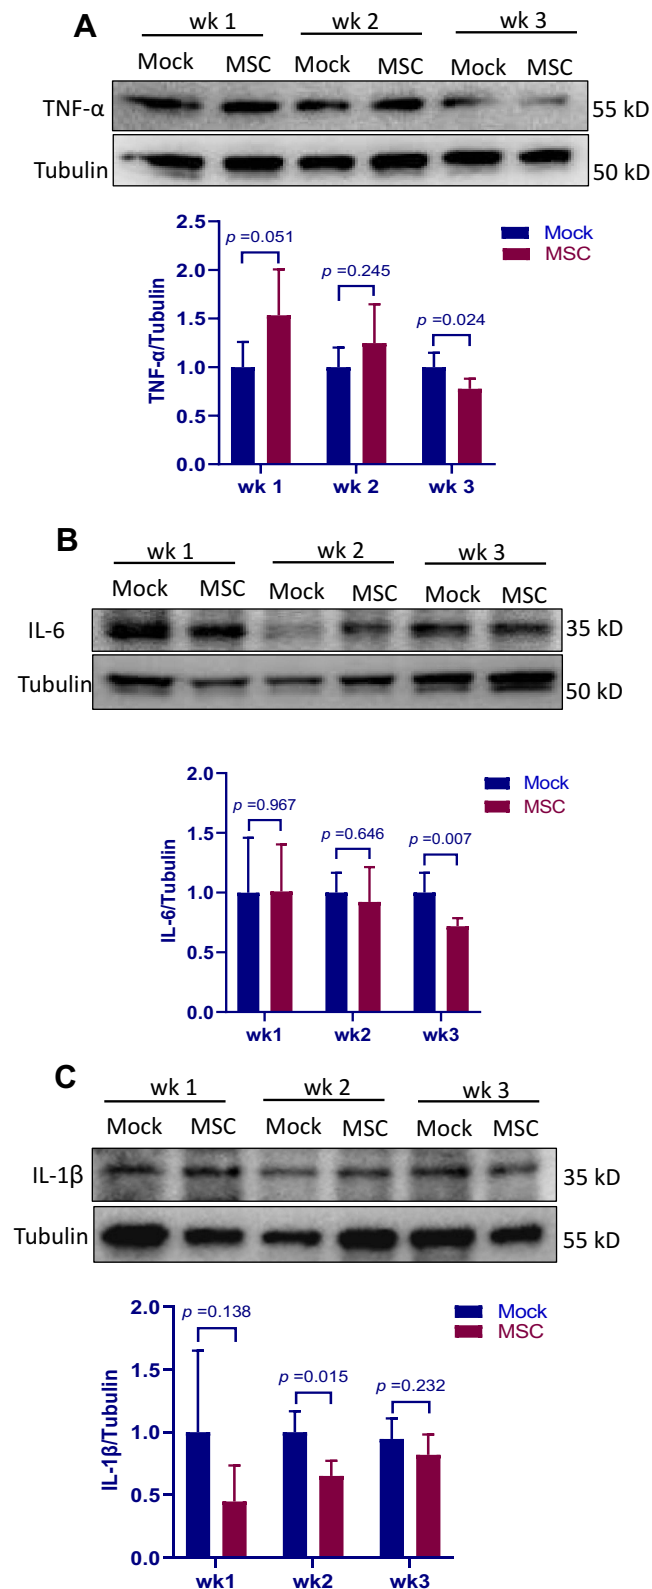 A
wk 1 wk 2 wk 3
Mock MSC Mock MSC Mock MSC
TNF-α 55 kD
Tubulin 50 kD
TNF-α/Tubulin
2.5
2.0
1.5
1.0
0.5
0.0
p =0.051
p =0.245
p =0.024
Mock
MSC
wk 1 wk 2 wk 3
B
wk 1 wk 2 wk 3
Mock MSC Mock MSC Mock MSC
IL-6 35 kD
Tubulin 50 kD
IL-6/Tubulin
2.0
1.5
1.0
0.5
0.0
p =0.967
p =0.646
p =0.007
Mock
MSC
wk1 wk2 wk3
C
wk 1 wk 2 wk 3
Mock MSC Mock MSC Mock MSC
IL-1β 35 kD
Tubulin 55 kD
IL-1β/Tubulin
2.0
1.5
1.0
0.5
0.0
p =0.138
p =0.015
p =0.232
Mock
MSC
wk1 wk2 wk3